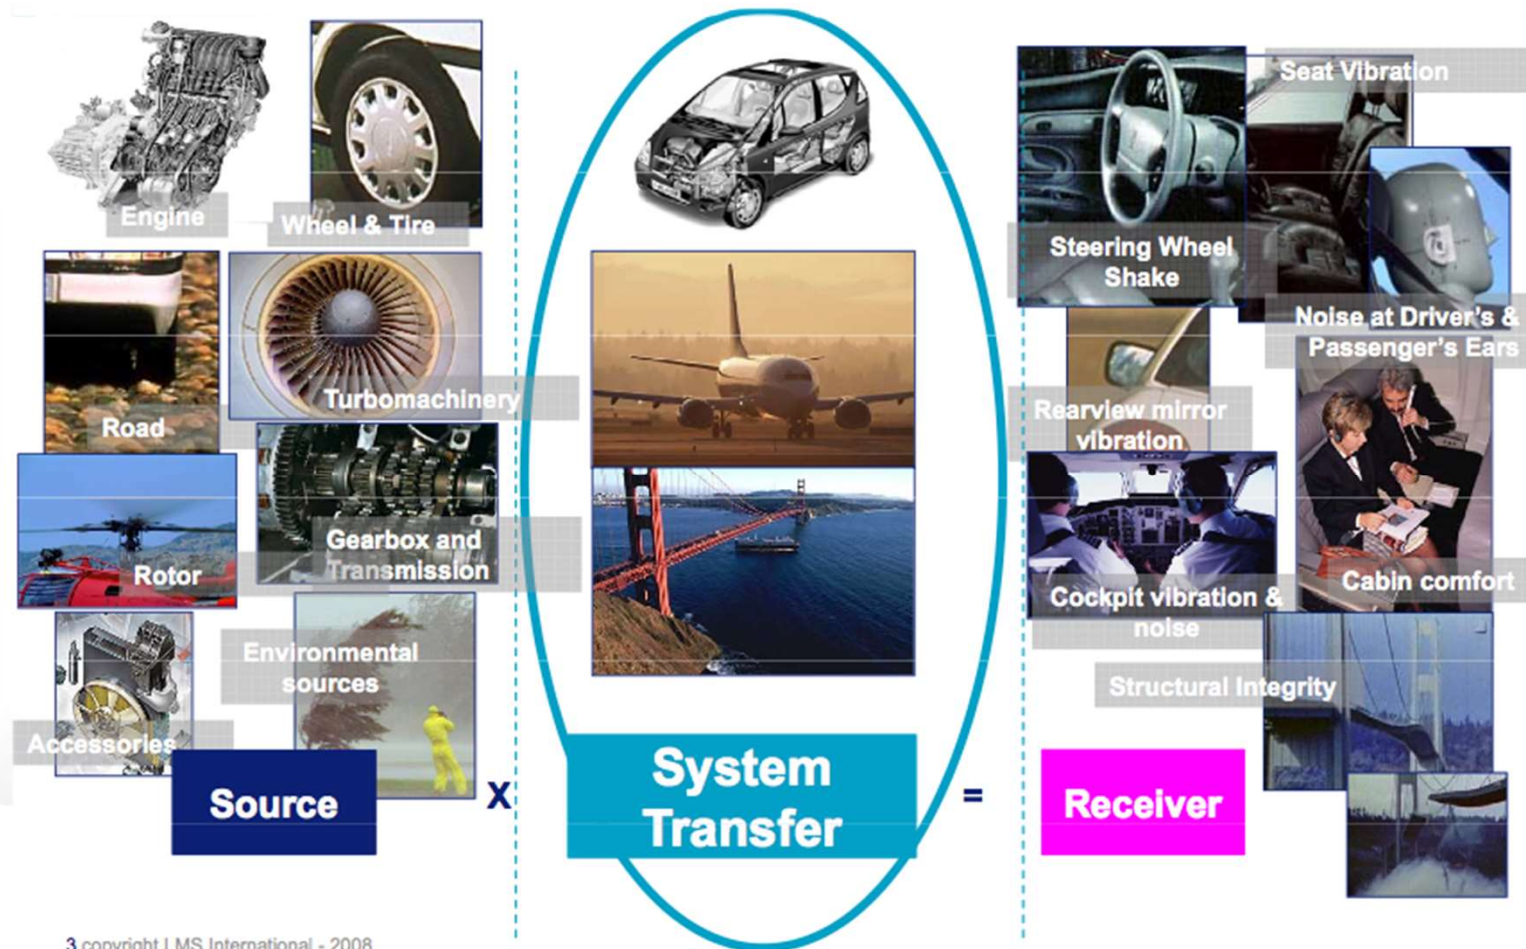 Engine
Wheel & Tire
Road
Turbomachinery
Rotor
Gearbox and
Transmission
Environmental
sources
Accessories
Source
X
System
Transfer
=
Seat Vibration
Steering Wheel
Shake
Noise at Driver's &
Passenger's Ears
Rearview mirror
vibration
Cockpit vibration &
noise
Cabin comfort
Structural Integrity
Receiver
3 copyright LMS International - 2008